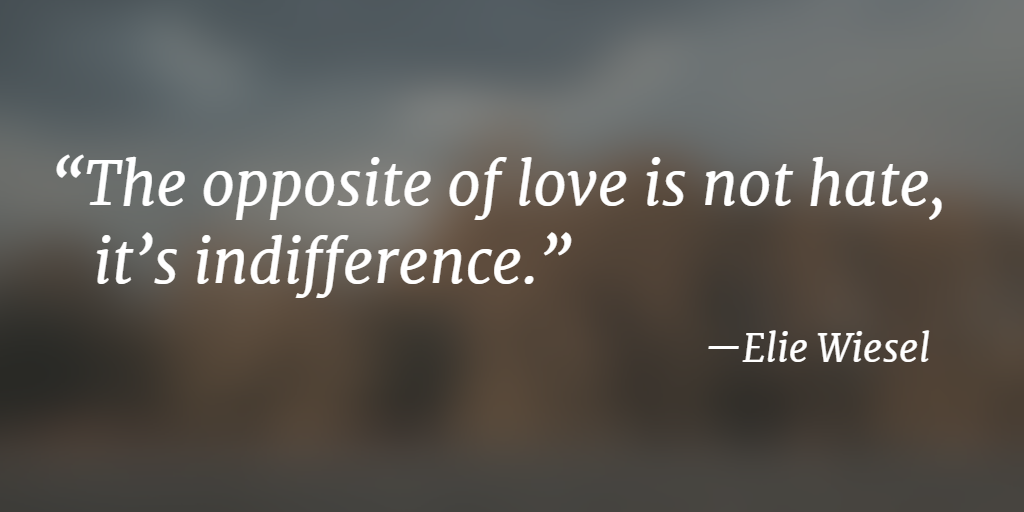 “The opposite of love is not hate,
it’s indifference.”
—Elie Wiesel